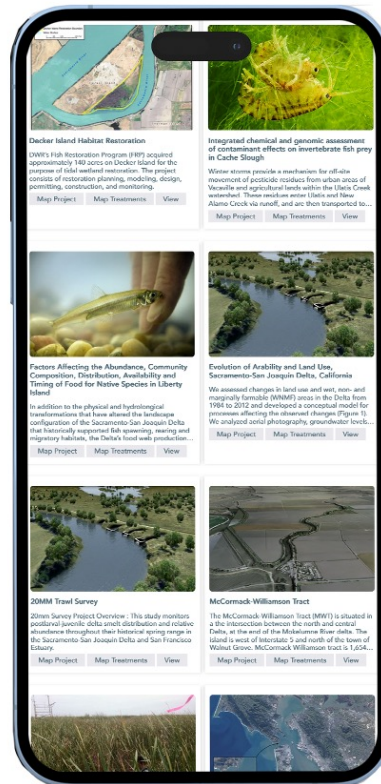 Decker Island Habitat Restoration
DWR's Fish Restoration Program (FRP) acquired
approximately 140 acres on Decker Island for the
purpose of tidal wetland restoration. The project
consists of restoration planning, modeling, design,
permitting, construction, and monitoring.
Map Project Map Treatments View
Integrated chemical and genomic assessment
of contaminant effects on invertebrate fish prey
in Cache Slough
Winter storms provide a mechanism for off-site
movement of pesticide residues from urban areas of
Vacaville and agricultural lands within the Ulatis Creek
watershed. These residues enter Ulatis and New
Alamo Creek via runoff, and are then transported to...
Map Project Map Treatments View
Factors Affecting the Abundance, Community
Composition, Distribution, Availability and
Timing of Food for Native Species in Liberty
Island
In addition to the physical and hydrological
transformations that have altered the landscape
configuration of the Sacramento-San Joaquin Delta
that historically supported fish spawning, rearing and
migratory habitats, the Delta's food web production...
Map Project Map Treatments View
Evolution of Arability and Land Use,
Sacramento-San Joaquin Delta, California
We assessed changes in land use and wet, non- and
marginally farmable (WNMF) areas in the Delta from
1984 to 2012 and developed a conceptual model for
processes affecting the observed changes (Figure 1).
We analyzed aerial photography, groundwater levels...
Map Project Map Treatments View
20MM Trawl Survey
20mm Survey Project Overview : This study monitors
postlarval-juvenile delta smelt distribution and relative
abundance throughout their historical spring range in
the Sacramento-San Joaquin Delta and San Francisco
Estuary.
Map Project Map Treatments View
McCormack-Williamson Tract
The McCormack-Williamson Tract (MWT) is situated in
a the intersection between the north and central
Delta, at the end of the Mokelumne River delta. The
Island is west of Interstate 5 and north of the town of
Walnut Grove. McCormack Williamson tract is 1,654...
Map Project Map Treatments View